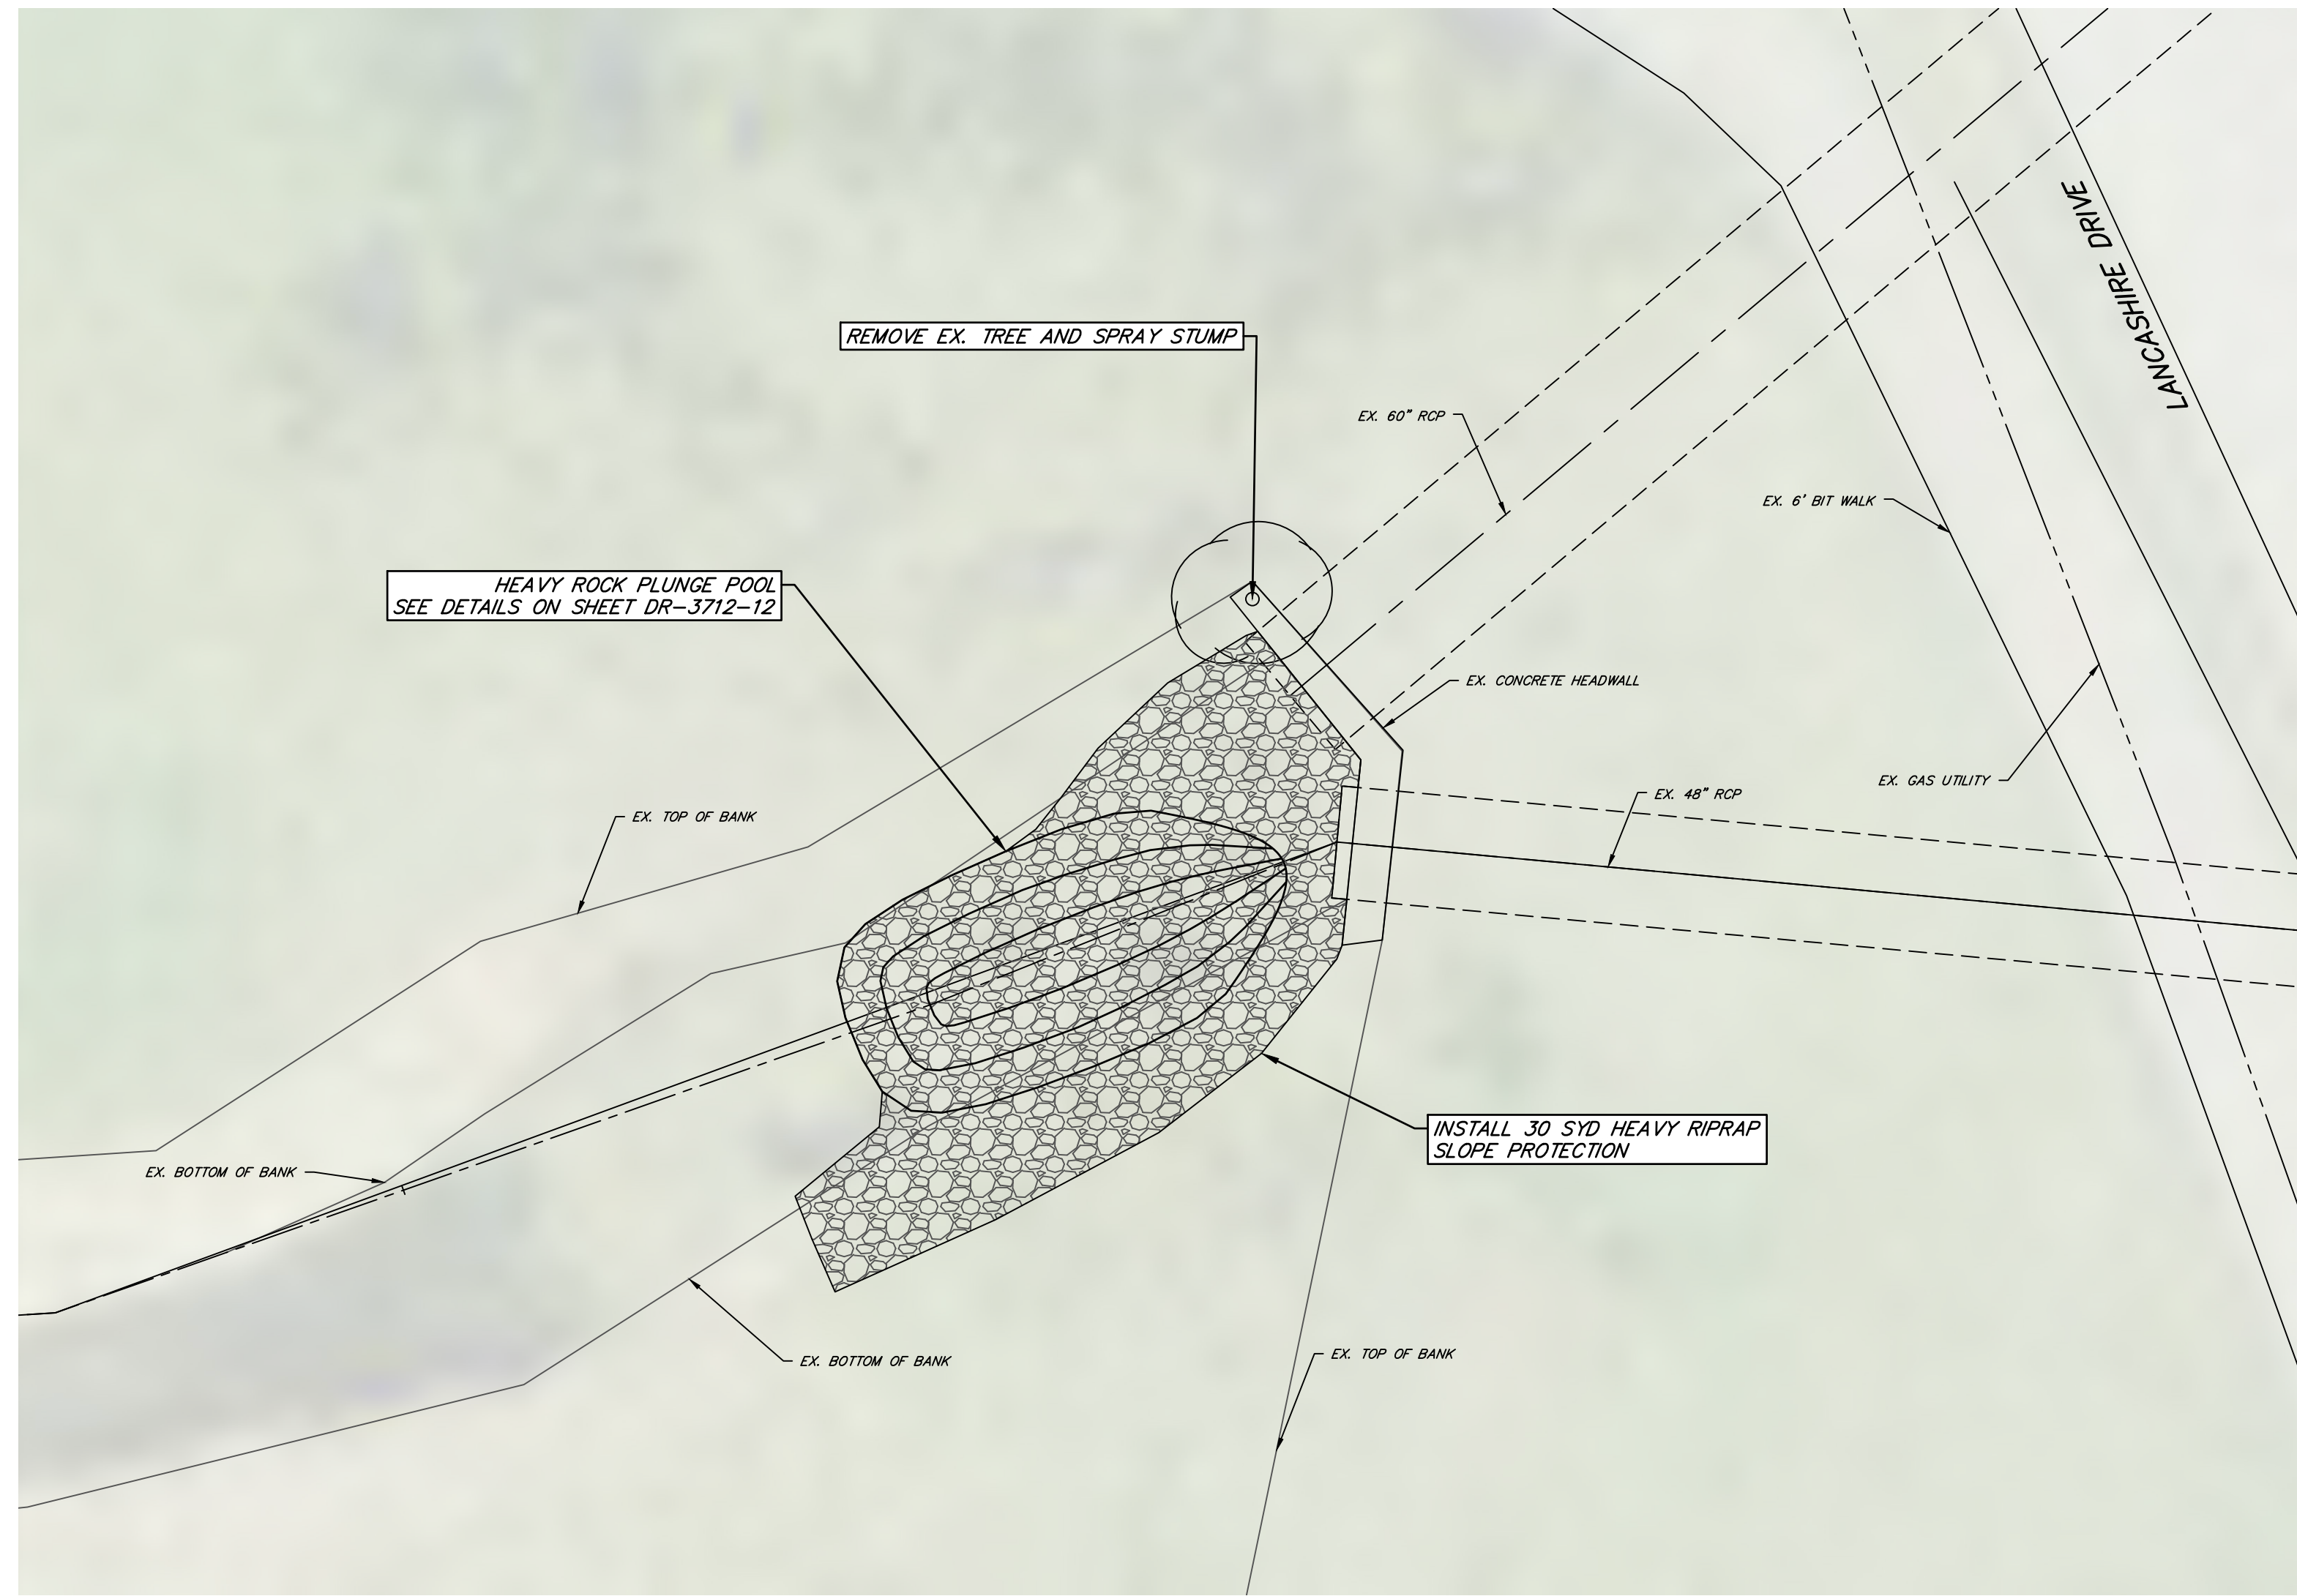 LANCASHIRE DRIVE
REMOVE EX. TREE AND SPRAY STUMP
EX. 60" RCP
EX. 6' BIT WALK
HEAVY ROCK PLUNGE POOL
SEE DETAILS ON SHEET DR-3712-12
EX. CONCRETE HEADWALL
EX. GAS UTILITY
EX. 48" RCP
EX. TOP OF BANK
INSTALL 30 SYD HEAVY RIPRAP
SLOPE PROTECTION
EX. BOTTOM OF BANK
EX. TOP OF BANK
EX. BOTTOM OF BANK